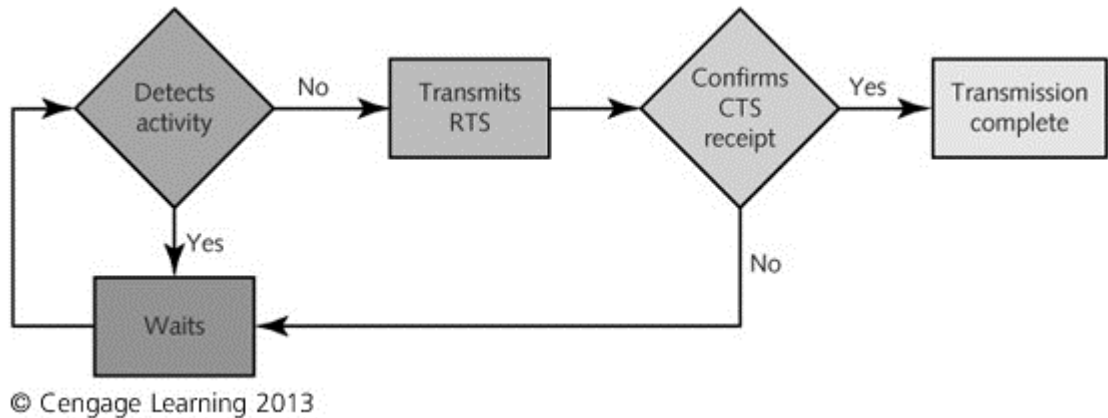 Detects
activity
No
Transmits
RTS
Confirms
CTS
receipt
Yes
Transmission
complete
Yes
No
Waits
© Cengage Learning 2013